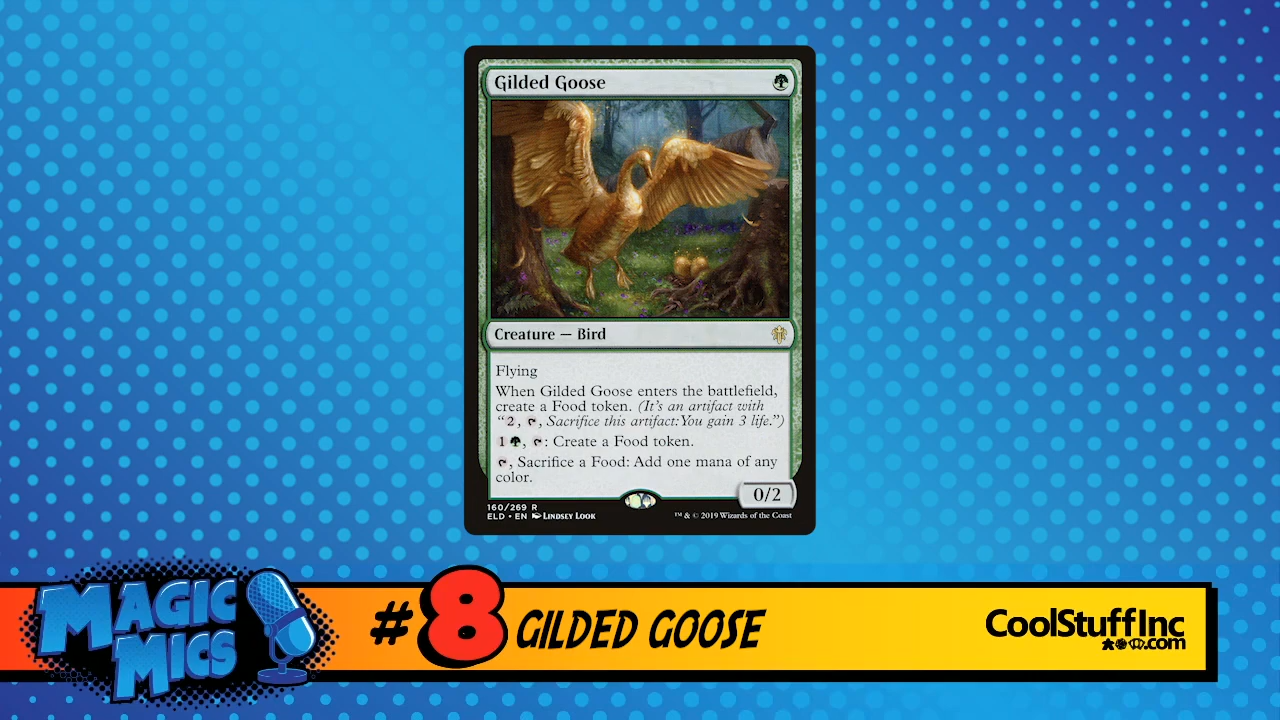 Gilded Goose
Creature — Bird
Flying
When Gilded Goose enters the battlefield,
create a Food token. (It's an artifact with
“2, , Sacrifice this artifact: You gain 3 life.”)
1 , : Create a Food token.
, Sacrifice a Food: Add one mana of any
color.
0/2
160/269 R
ELD • EN Lindsey Look
™ & © 2019 Wizards of the Coast
MAGIC
MICS
#8 GILDED GOOSE
CoolStuffInc
.com